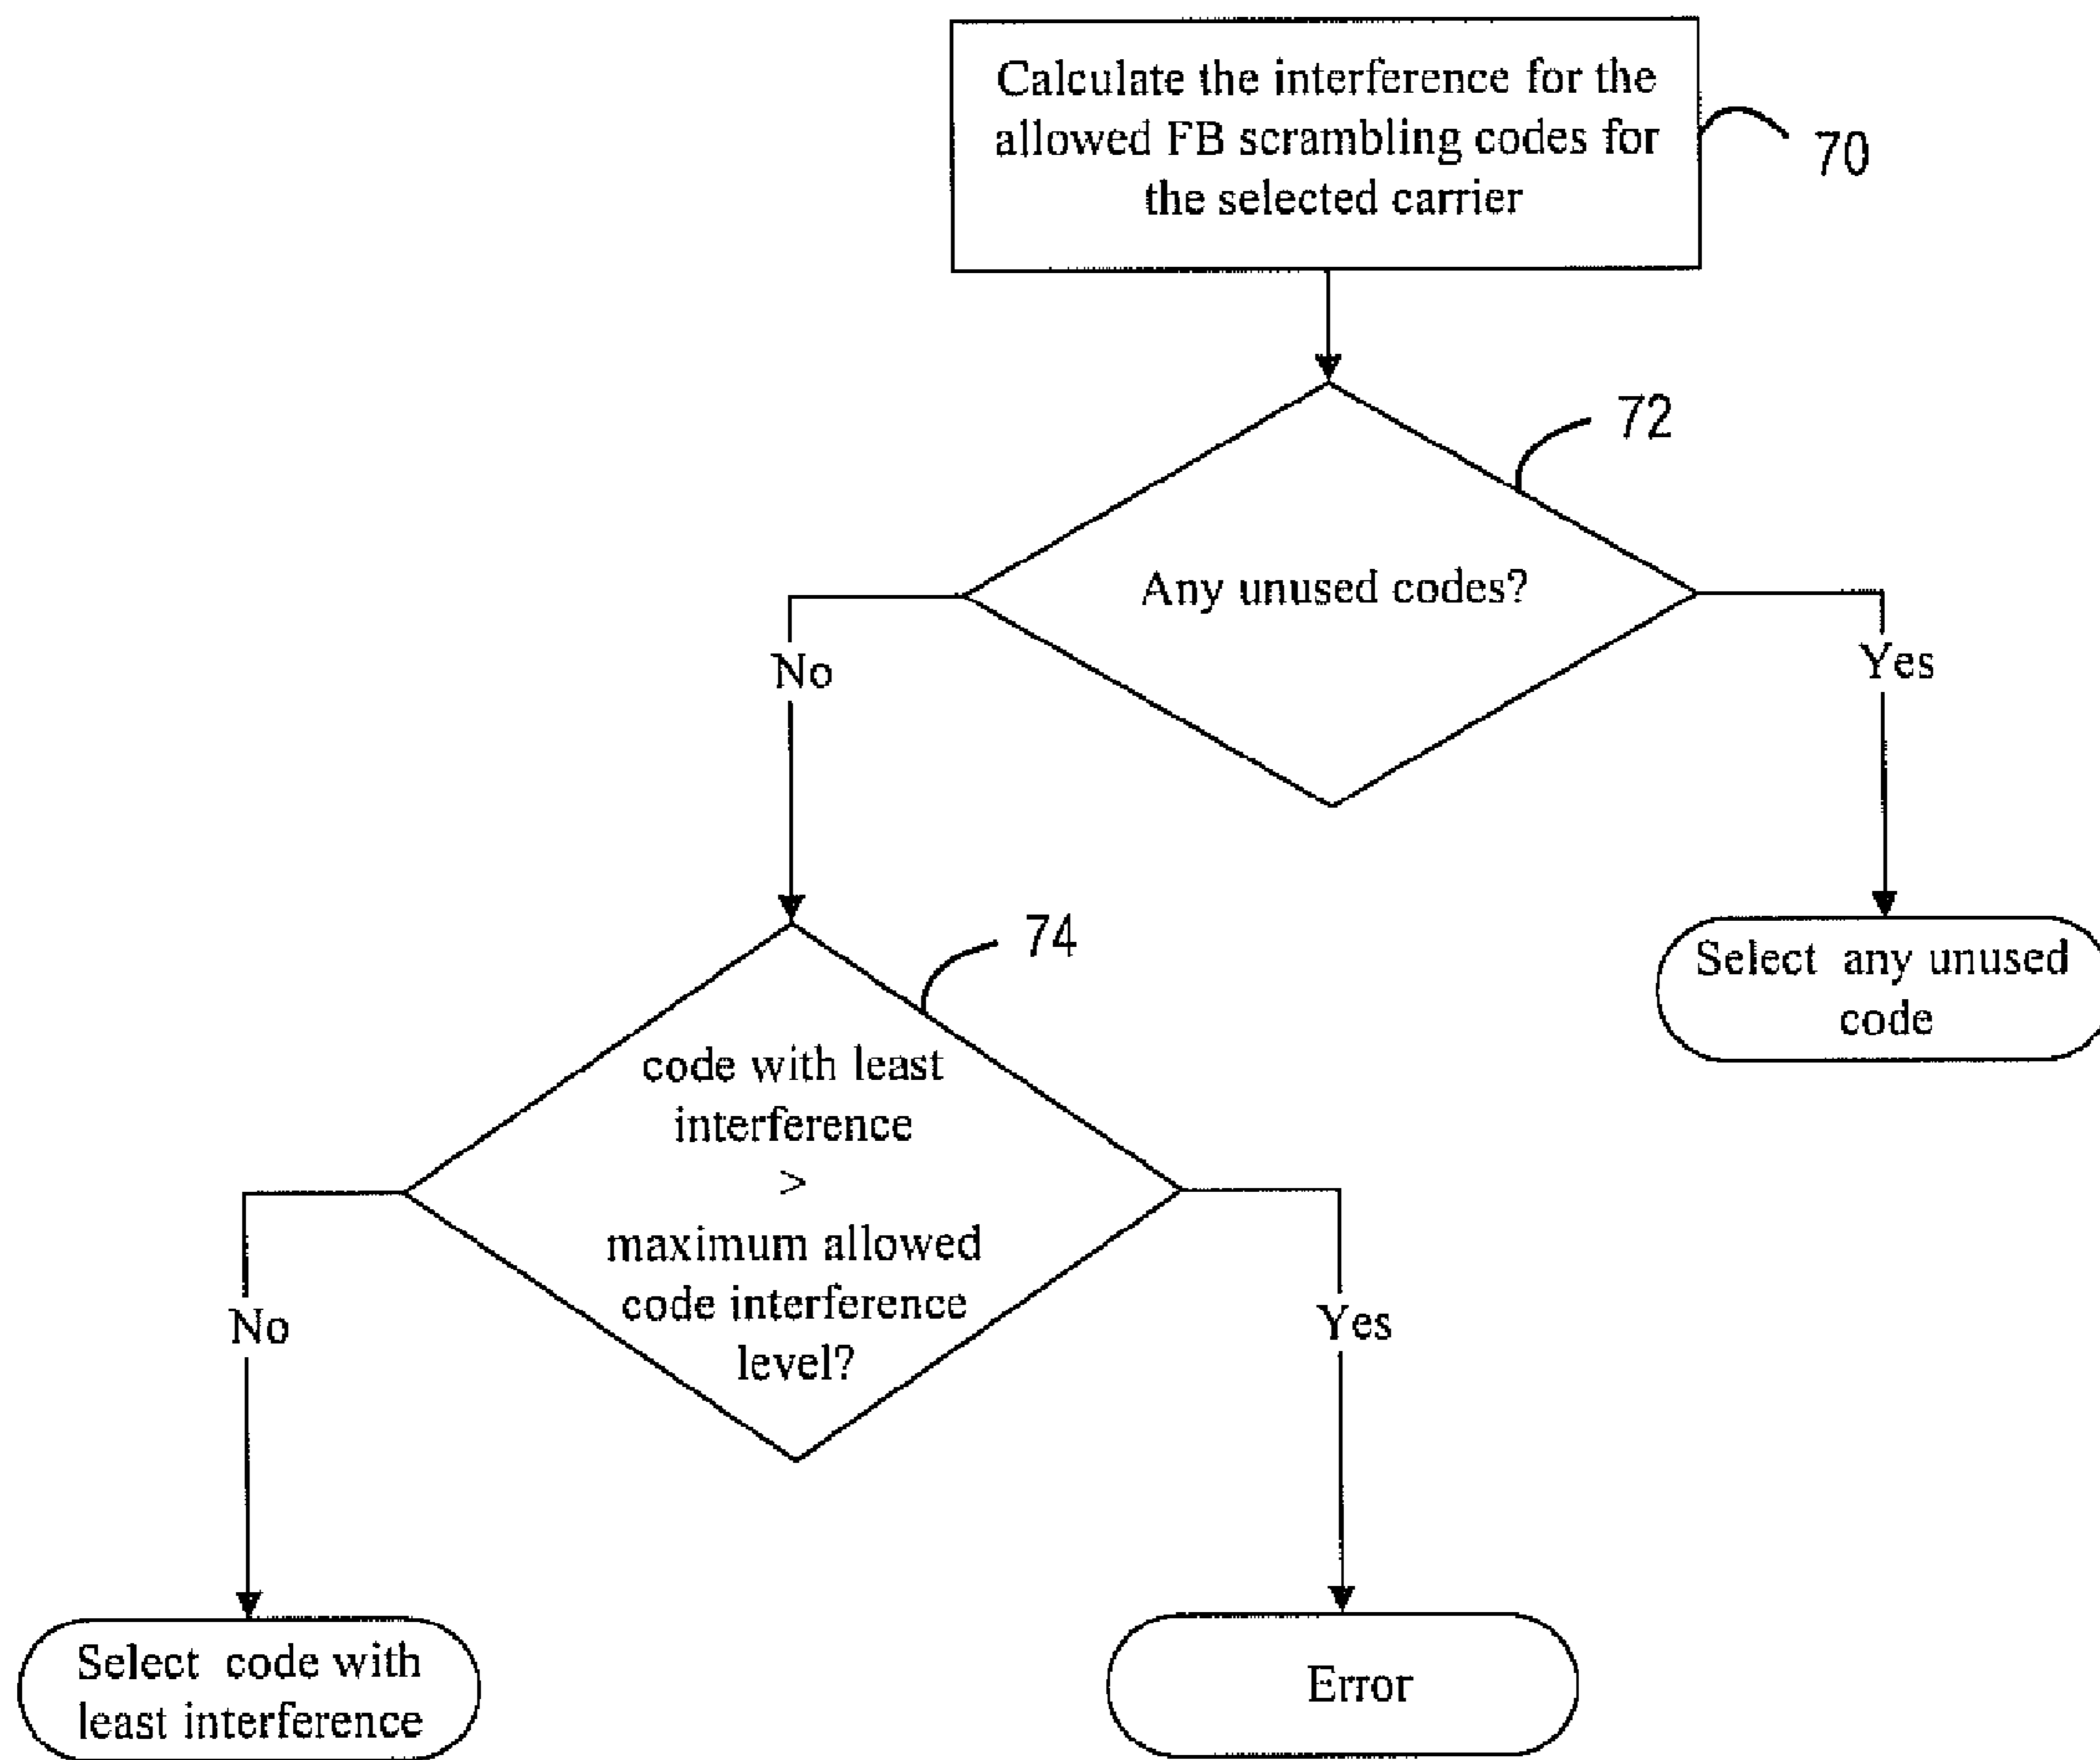 Calculate the interference for the
allowed FB scrambling codes for
the selected carrier
70
72
Any unused codes?
No
Yes
74
Select any unused
code
code with least
interference
>
maximum allowed
code interference
level?
No
Yes
Select code with
least interference
Error